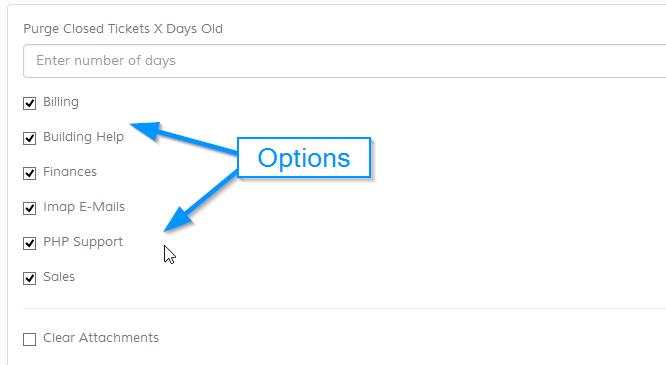 Purge Closed Tickets X Days Old
Enter number of days
Billing
Building Help
Options
Finances
Imap E-Mails
PHP Support
Sales
Clear Attachments